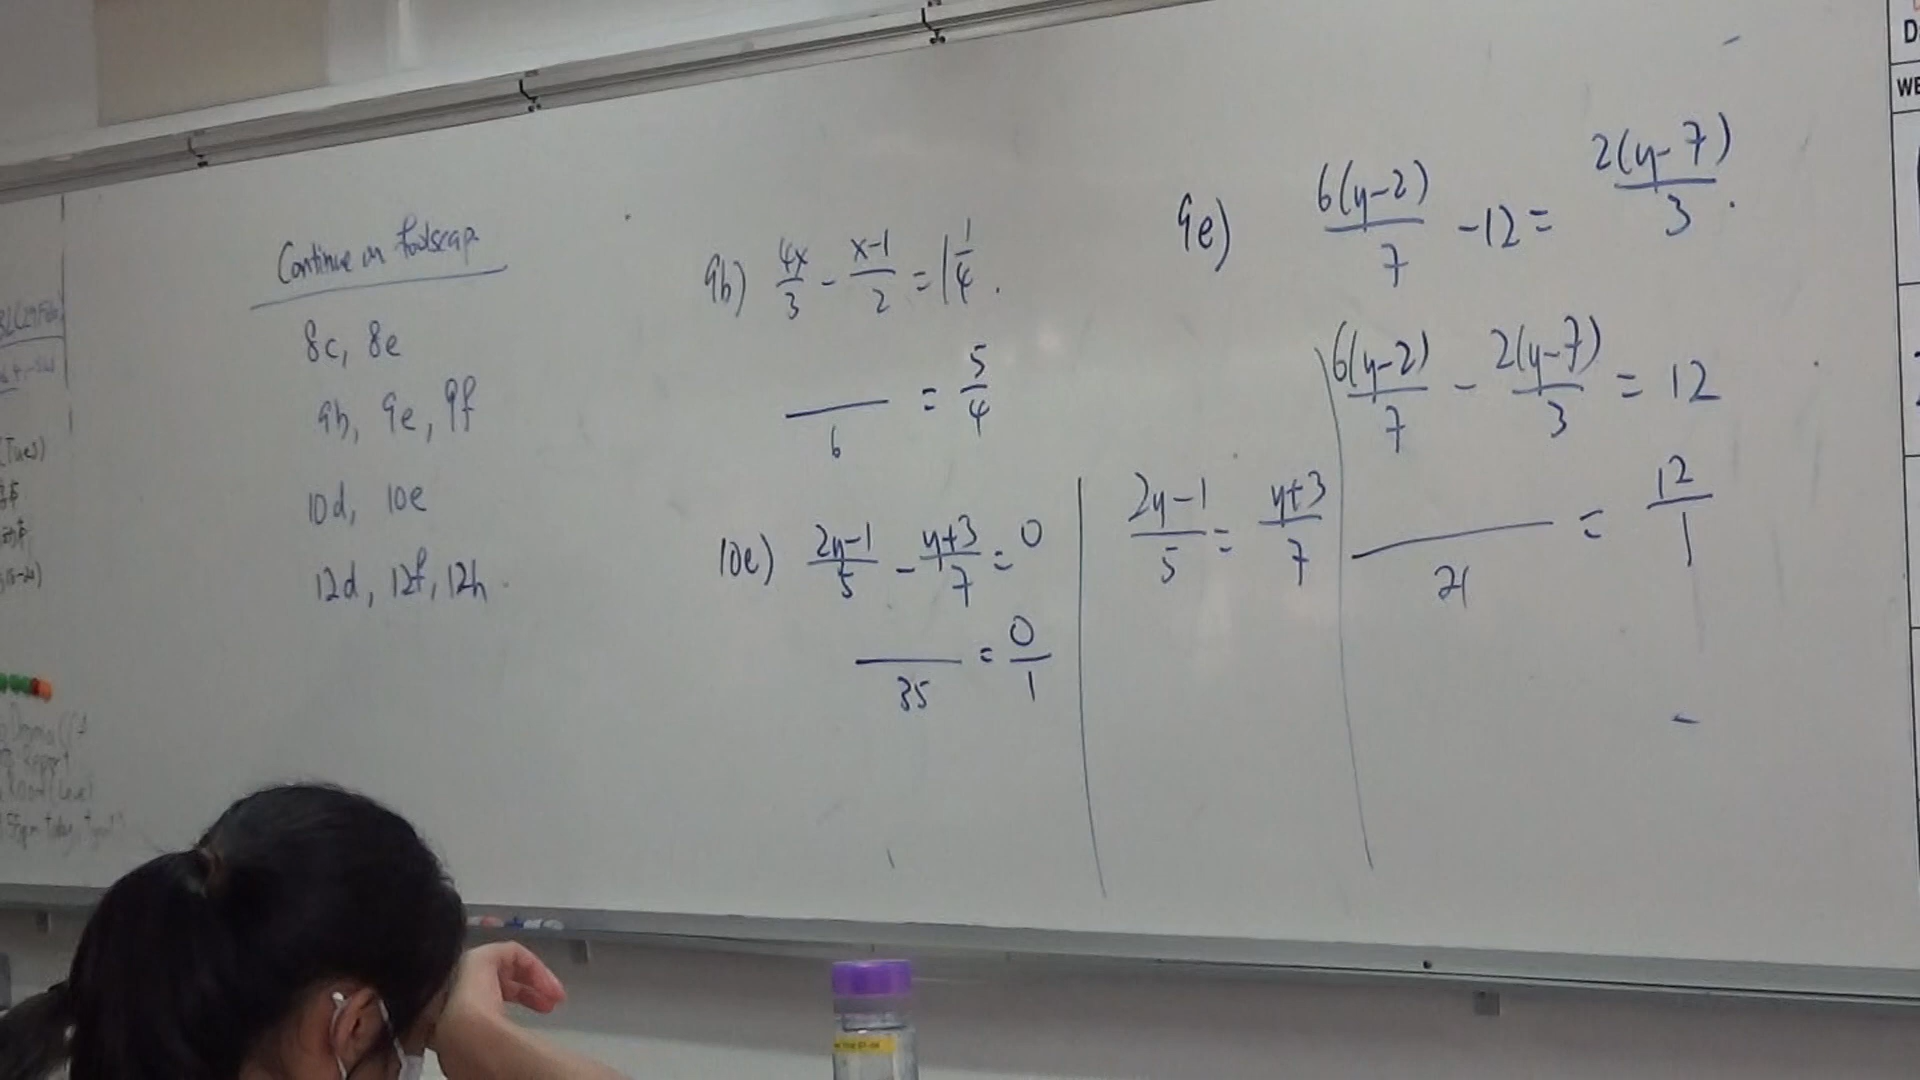 Continue on foolscap
8c, 8e
9b, 9e, 9f
10d, 10e
12d, 12f, 12h
9b) 4x/3 - x-1/2 = 1 1/4.
/6 = 5/4
10e) 2y-1/5 - y+3/7 = 0
/35 = 0/1
2y-1/5 = y+3/7
9e) 6(y-2)/7 - 12 = 2(y-7)/3.
6(y-2)/7 - 2(y-7)/3 = 12
/21 = 12/1
(Tues)
Report
D
WE